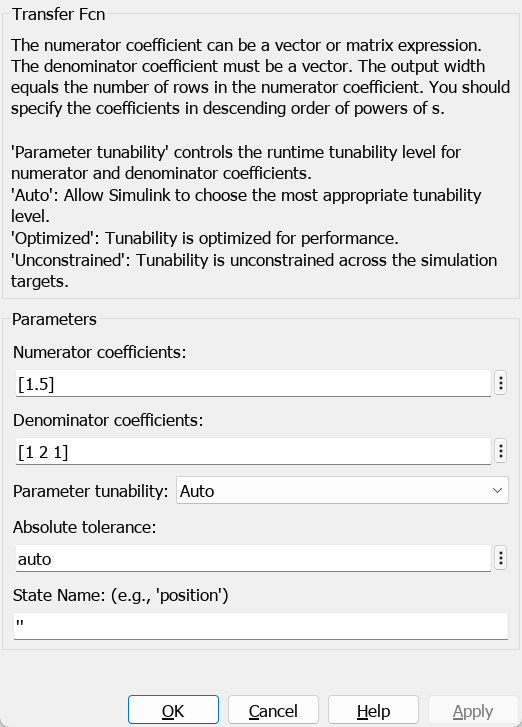 Transfer Fcn
The numerator coefficient can be a vector or matrix expression.
The denominator coefficient must be a vector. The output width
equals the number of rows in the numerator coefficient. You should
specify the coefficients in descending order of powers of s.
'Parameter tunability' controls the runtime tunability level for
numerator and denominator coefficients.
'Auto': Allow Simulink to choose the most appropriate tunability
level.
'Optimized': Tunability is optimized for performance.
'Unconstrained': Tunability is unconstrained across the simulation
targets.
Parameters
Numerator coefficients:
[1.5]
Denominator coefficients:
[1 2 1]
Parameter tunability: Auto
Absolute tolerance:
auto
State Name: (e.g., 'position')
''
OK Cancel Help Apply